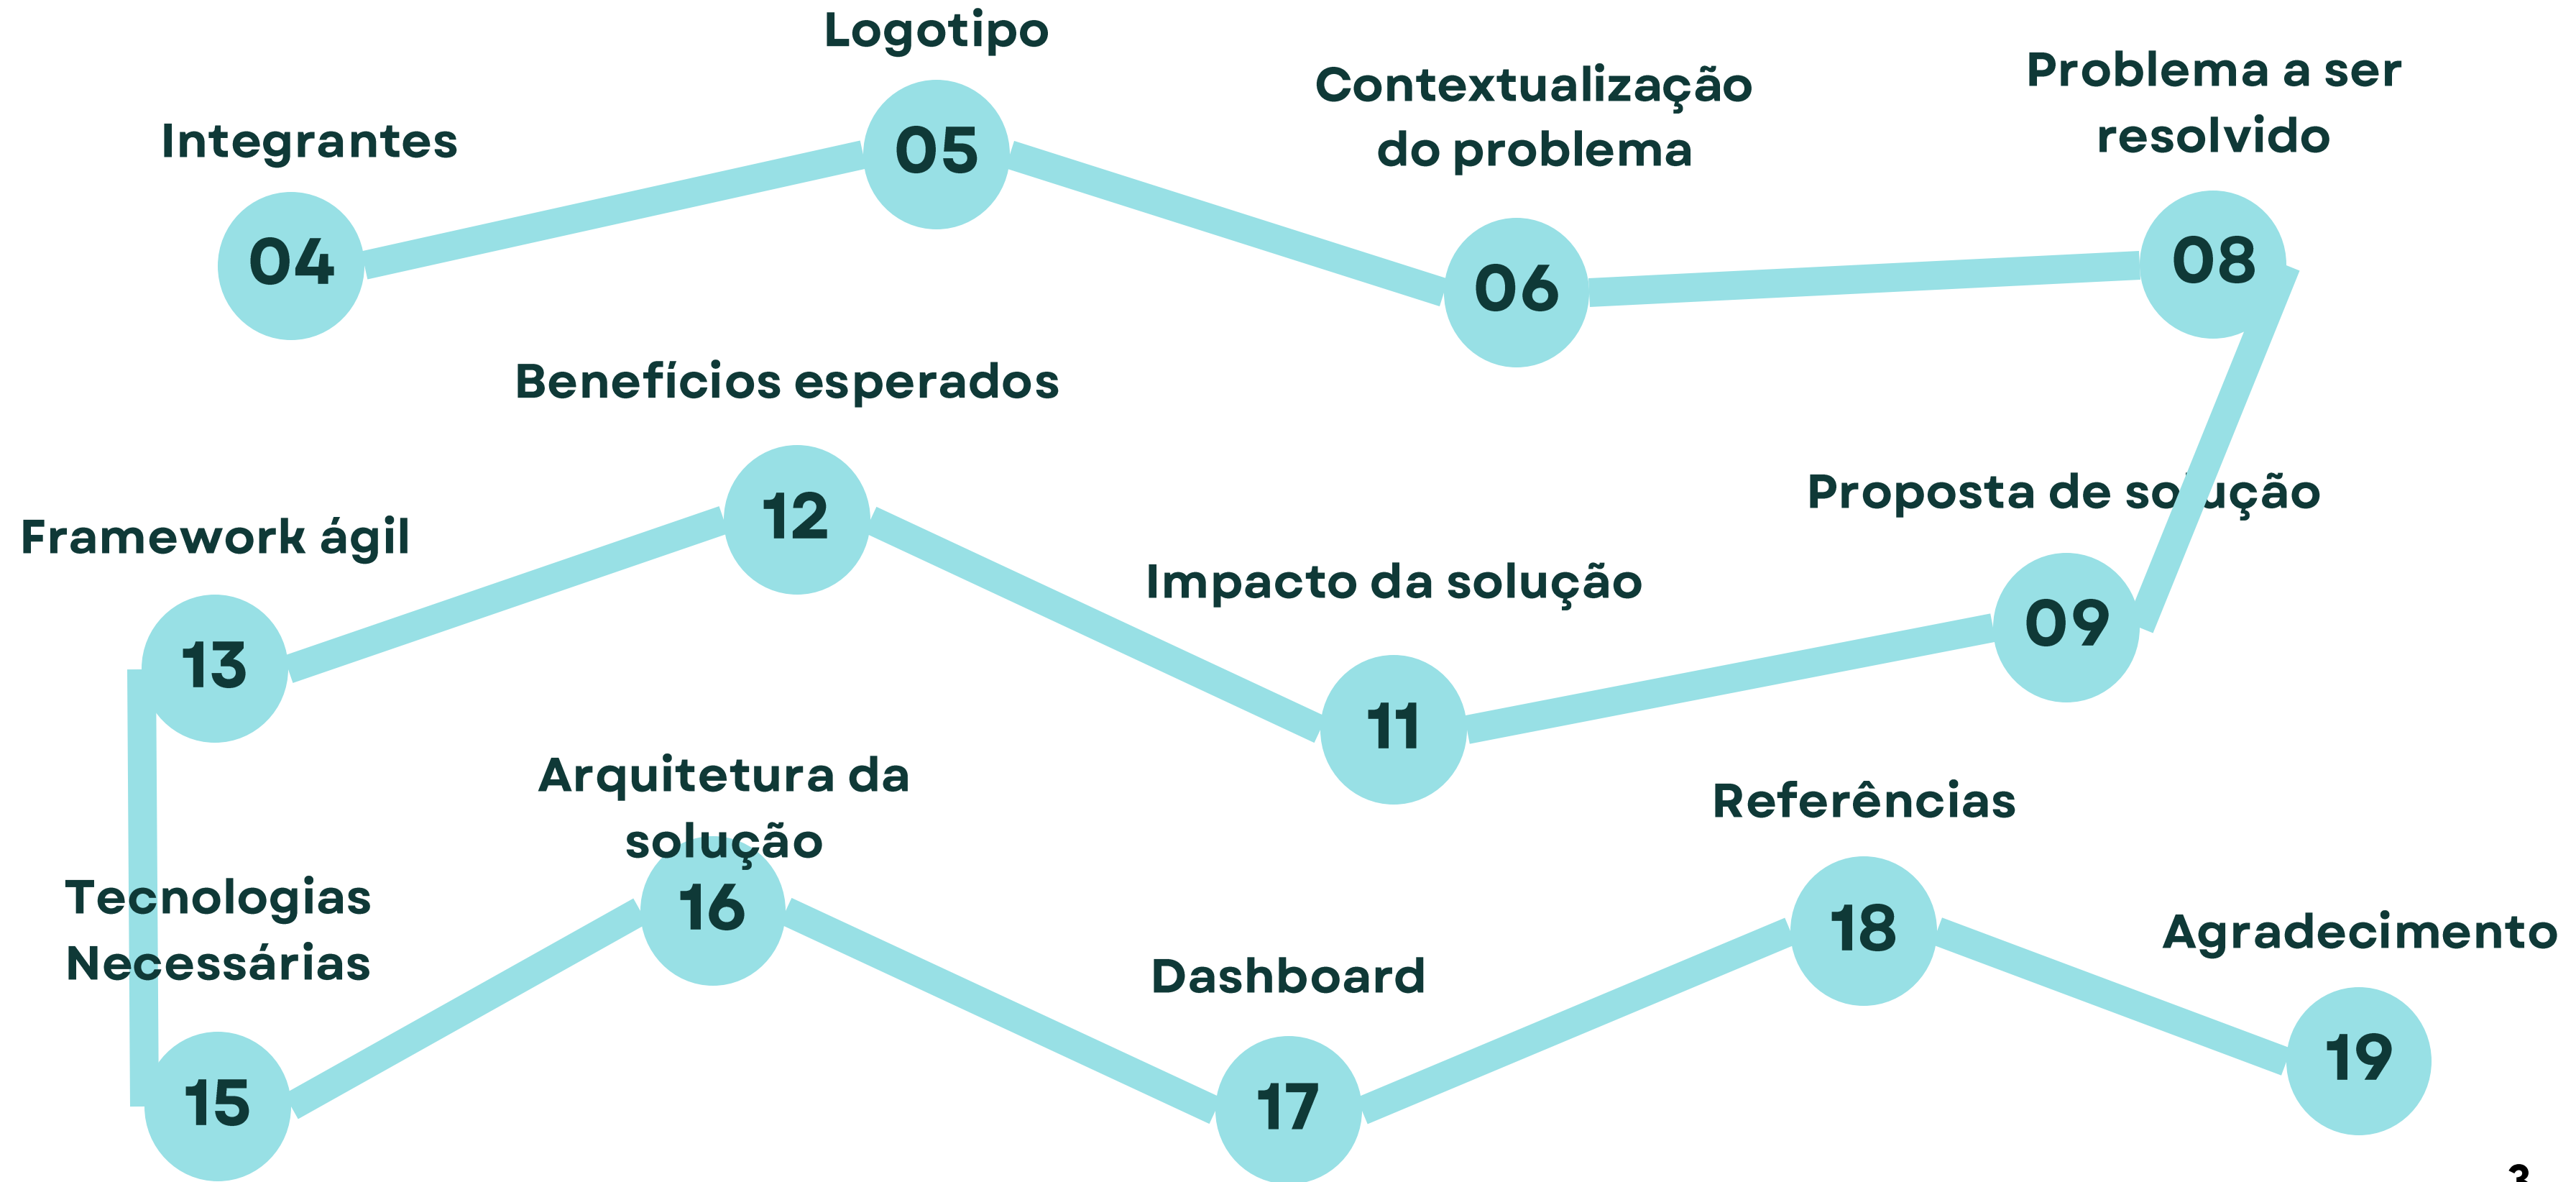 Logotipo
05
Integrantes
04
Contextualização
do problema
06
Problema a ser
resolvido
08
Proposta de solução
09
Impacto da solução
11
Benefícios esperados
12
Framework ágil
13
Tecnologias
Necessárias
15
Arquitetura da
solução
16
Dashboard
17
Referências
18
Agradecimento
19
3